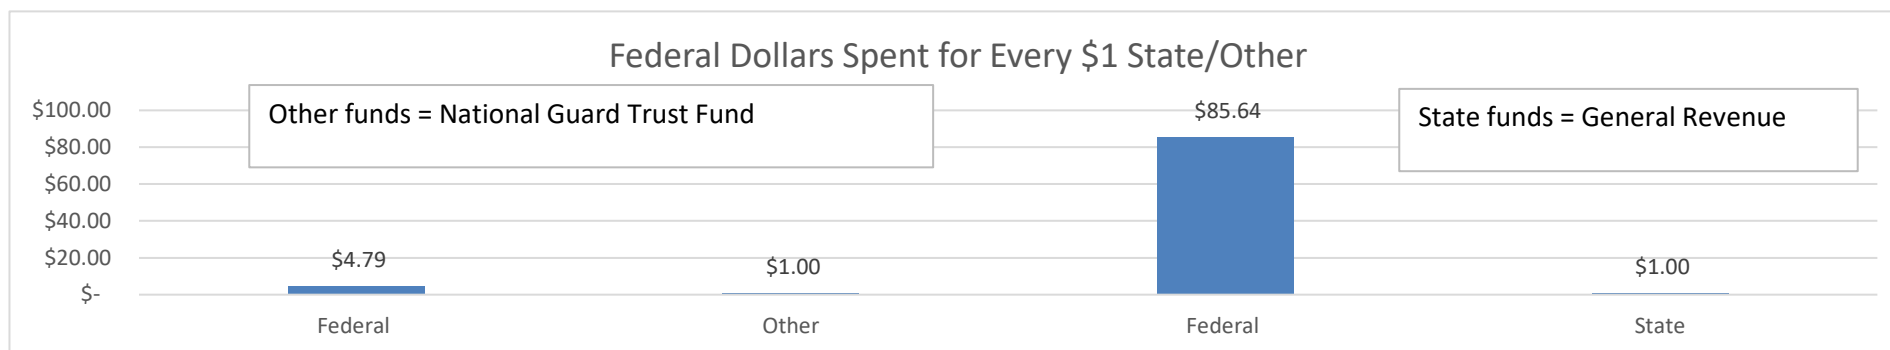 Federal Dollars Spent for Every $1 State/Other
Other funds = National Guard Trust Fund
State funds = General Revenue
$100.00
$80.00
$60.00
$40.00
$20.00
$-
$4.79
$1.00
$85.64
$1.00
Federal
Other
Federal
State